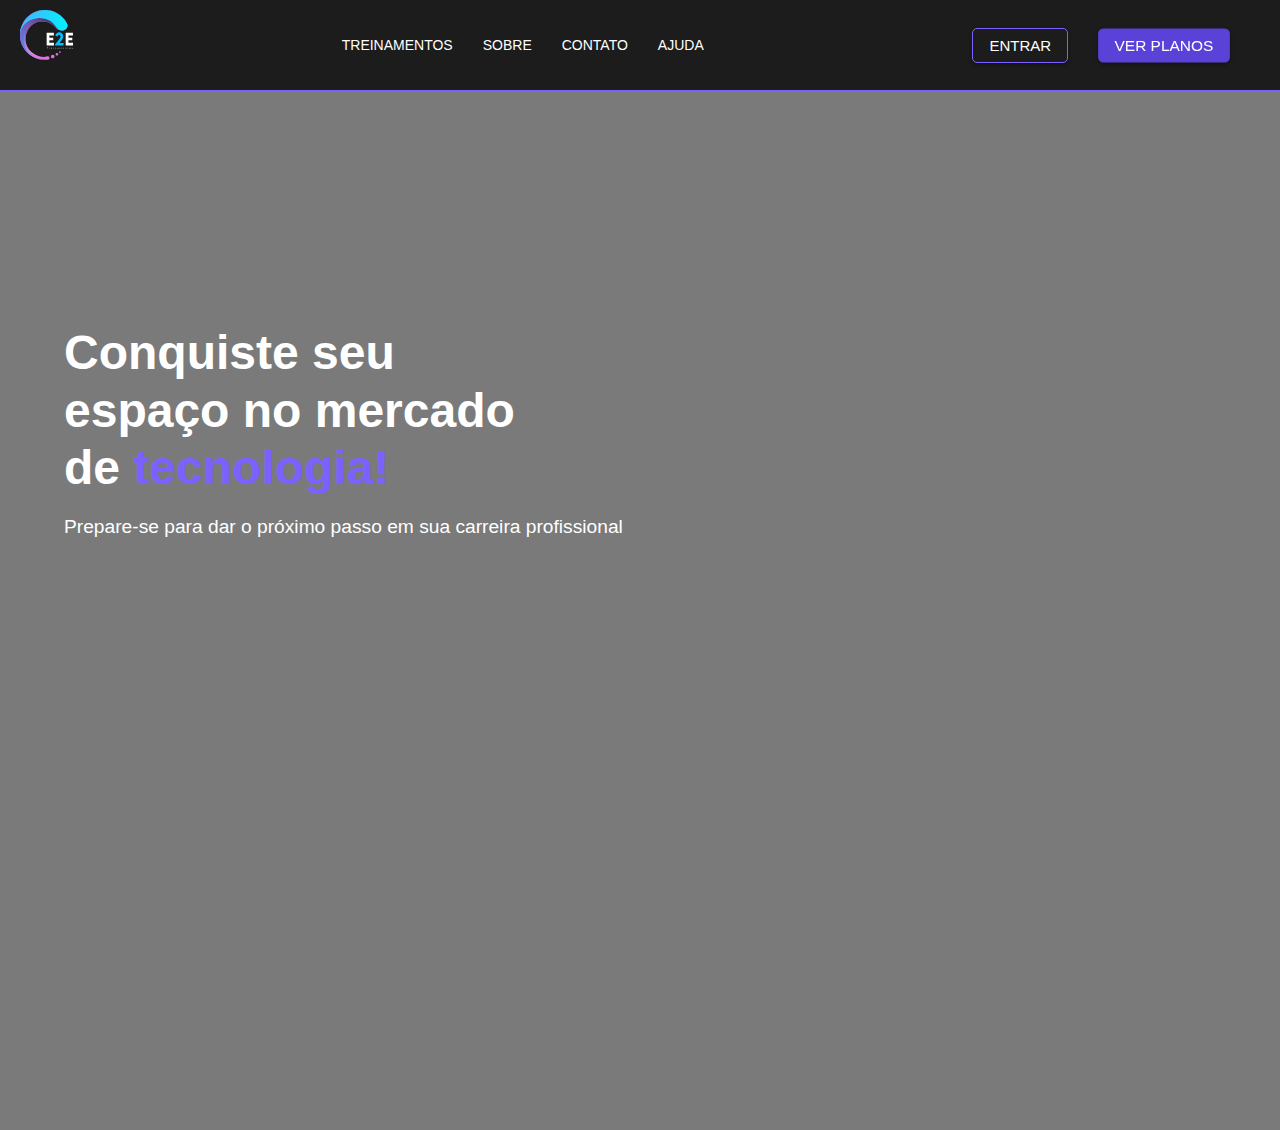 E2E
TREINAMENTOS
SOBRE
CONTATO
AJUDA
ENTRAR
VER PLANOS
Conquiste seu
espaço no mercado
de tecnologia!
Prepare-se para dar o próximo passo em sua carreira profissional